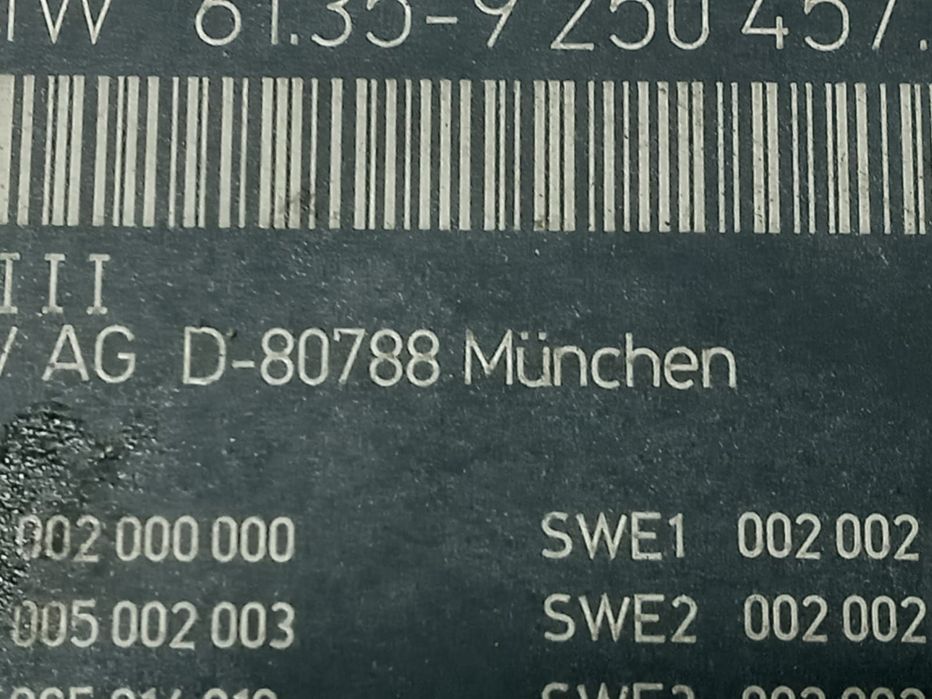 61.35-9 250 457.
III
AG D-80788 München
002 000 000 SWE1 002 002
005 002 003 SWE2 002 002